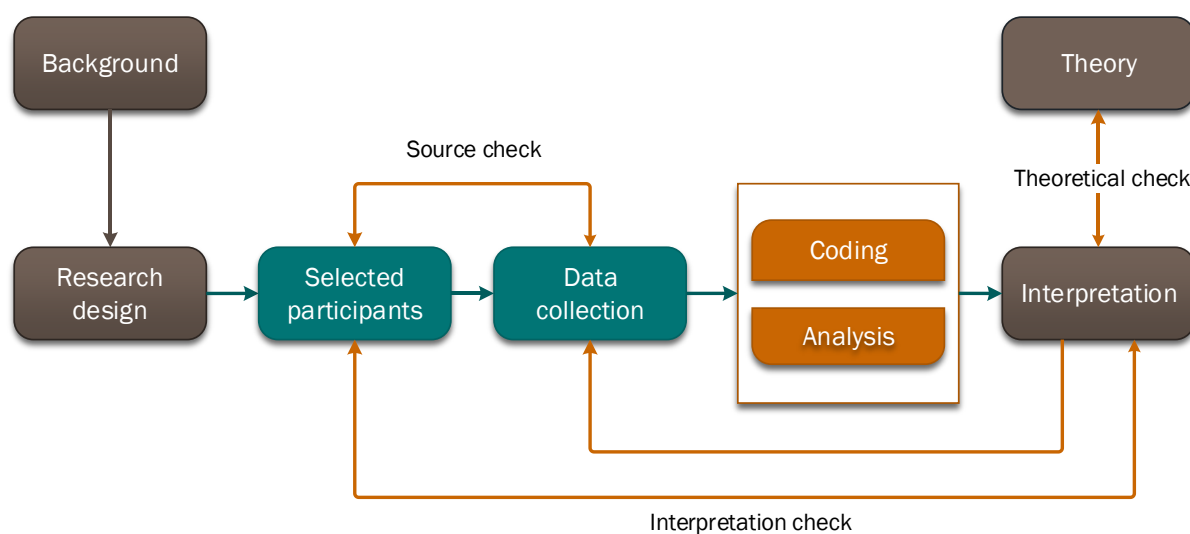 Background
Theory
Source check
Theoretical check
Research
design
Selected
participants
Data
collection
Coding
Analysis
Interpretation
Interpretation check